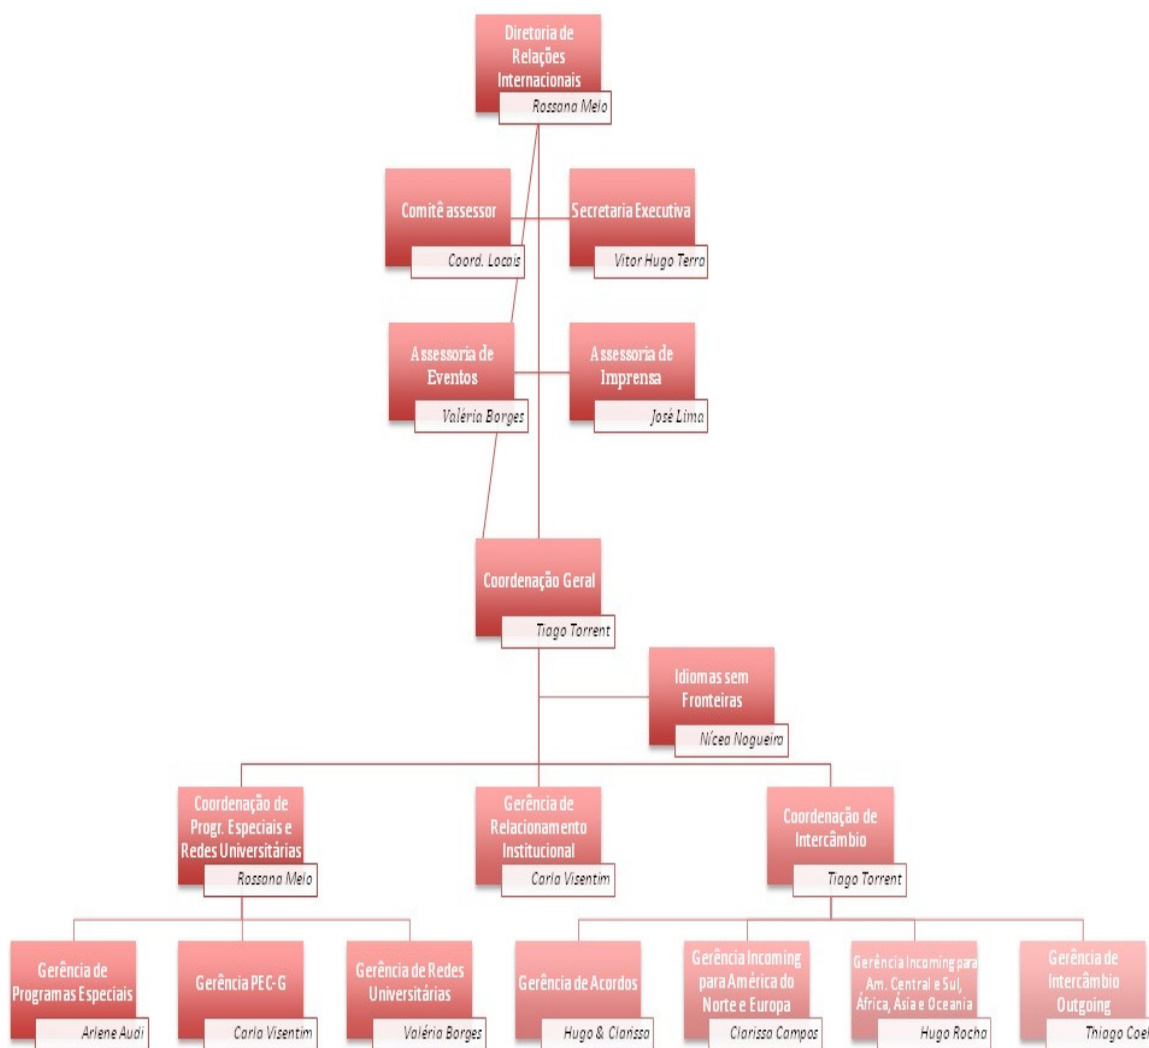 Diretoria de
Relações
Internacionais
Rossana Melo
Comitê assessor
Coord. Locais
Secretaria Executiva
Vitor Hugo Terra
Assessoria de
Eventos
Valéria Borges
Assessoria de
Imprensa
José Lima
Coordenação Geral
Tiago Torrent
Idiomas sem
Fronteiras
Nícea Nogueira
Coordenação de
Progr. Especiais e
Redes Universitárias
Rossana Melo
Gerência de
Relacionamento
Institucional
Carla Visentim
Coordenação de
Intercâmbio
Tiago Torrent
Gerência de
Programas Especiais
Arlene Audi
Gerência PEC-G
Carla Visentim
Gerência de Redes
Universitárias
Valéria Borges
Gerência de Acordos
Hugo & Clarissa
Gerência Incoming
para América do
Norte e Europa
Clarissa Campos
Gerência Incoming para
Am. Central e Sul,
África, Ásia e Oceania
Hugo Rocha
Gerência de
Intercâmbio
Outgoing
Thiago Coel